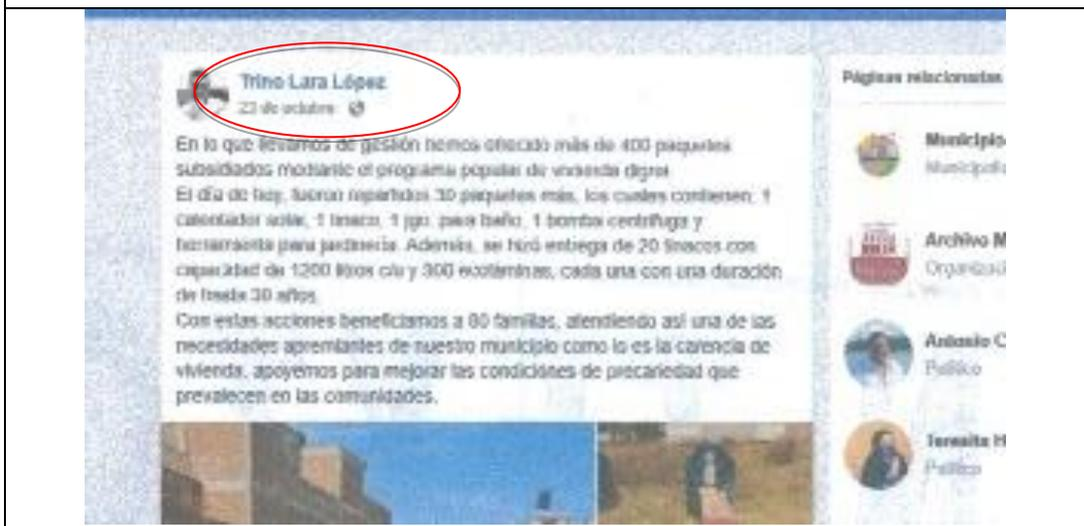 Trino Lara López
23 de octubre
En lo que llevamos de gestión hemos ofrecido más de 400 paquetes
subsidiados mediante el programa popular de vivienda digna
El día de hoy, fueron repartidos 30 paquetes más, los cuales contienen: 1
calentador solar, 1 tinaco, 1 jgo. para baño, 1 bomba centrífuga y
herramienta para jardinería. Además, se hizó entrega de 20 tinacos con
capacidad de 1200 litros c/u y 300 ecoláminas, cada una con una duración
de hasta 30 años
Con estas acciones beneficiamos a 80 familias, atendiendo así una de las
necesidades apremiantes de nuestro municipio como lo es la carencia de
vivienda, apoyemos para mejorar las condiciones de precariedad que
prevalecen en las comunidades.
Páginas relacionadas
Municipio
Archivo M
Organizaci
Antonio C
Político
Teresita H
Político